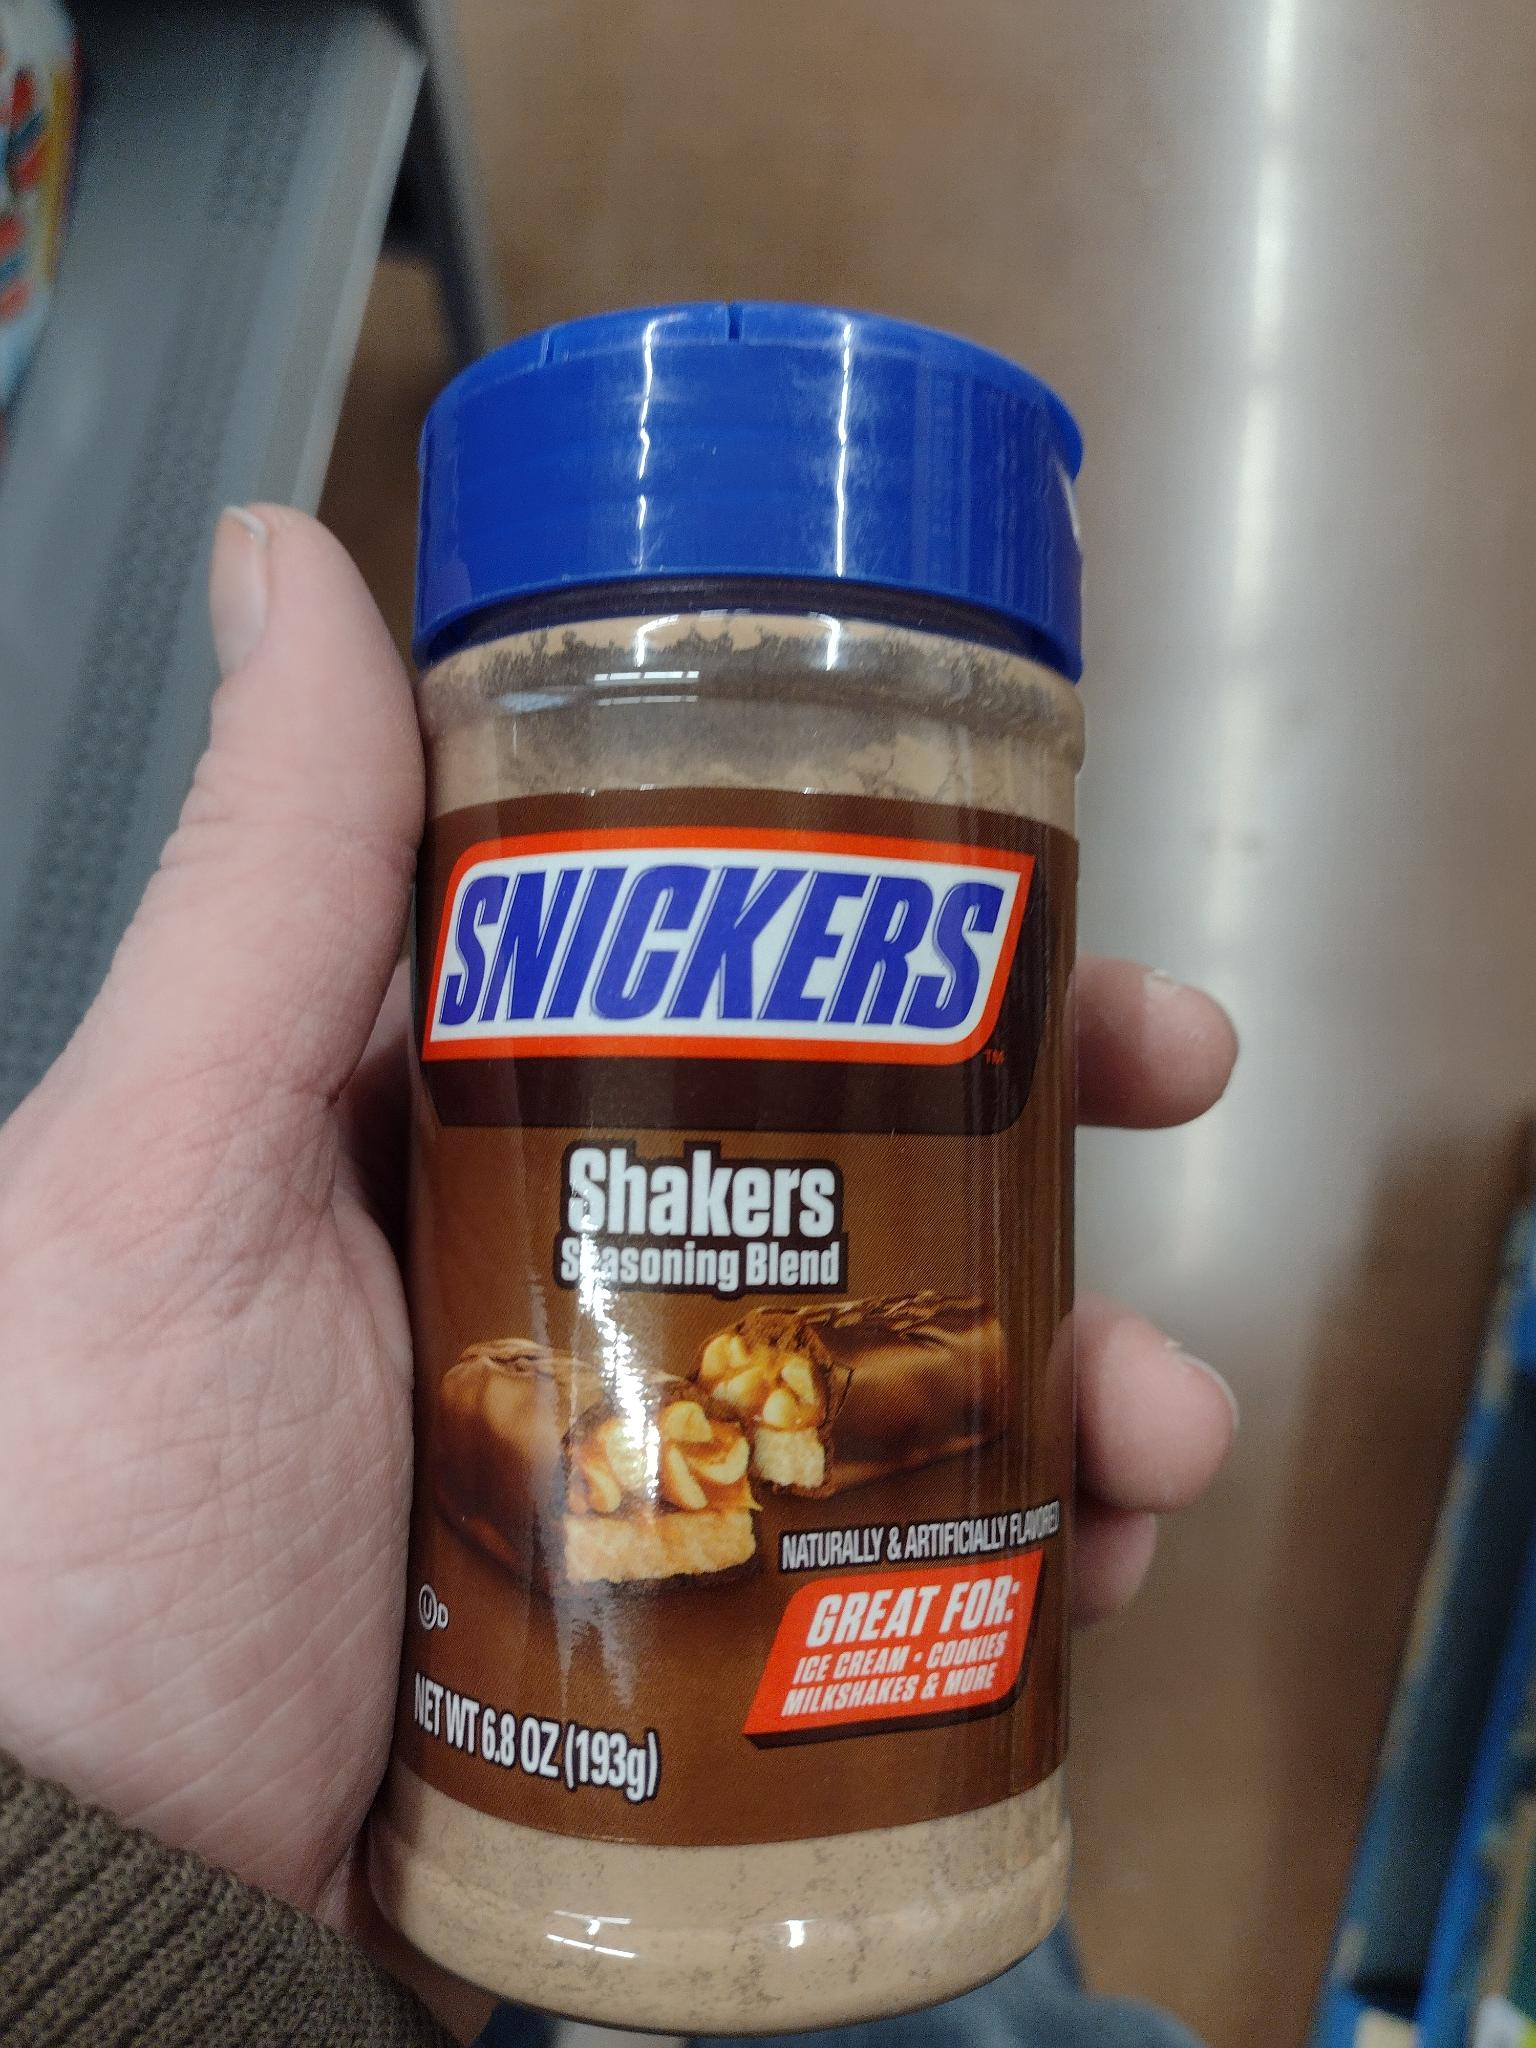 SNICKERS
TM
Shakers
Seasoning Blend
NATURALLY & ARTIFICIALLY FLAVORED
GREAT FOR:
ICE CREAM • COOKIES
MILKSHAKES & MORE
U D
NET WT 6.8 OZ (193g)